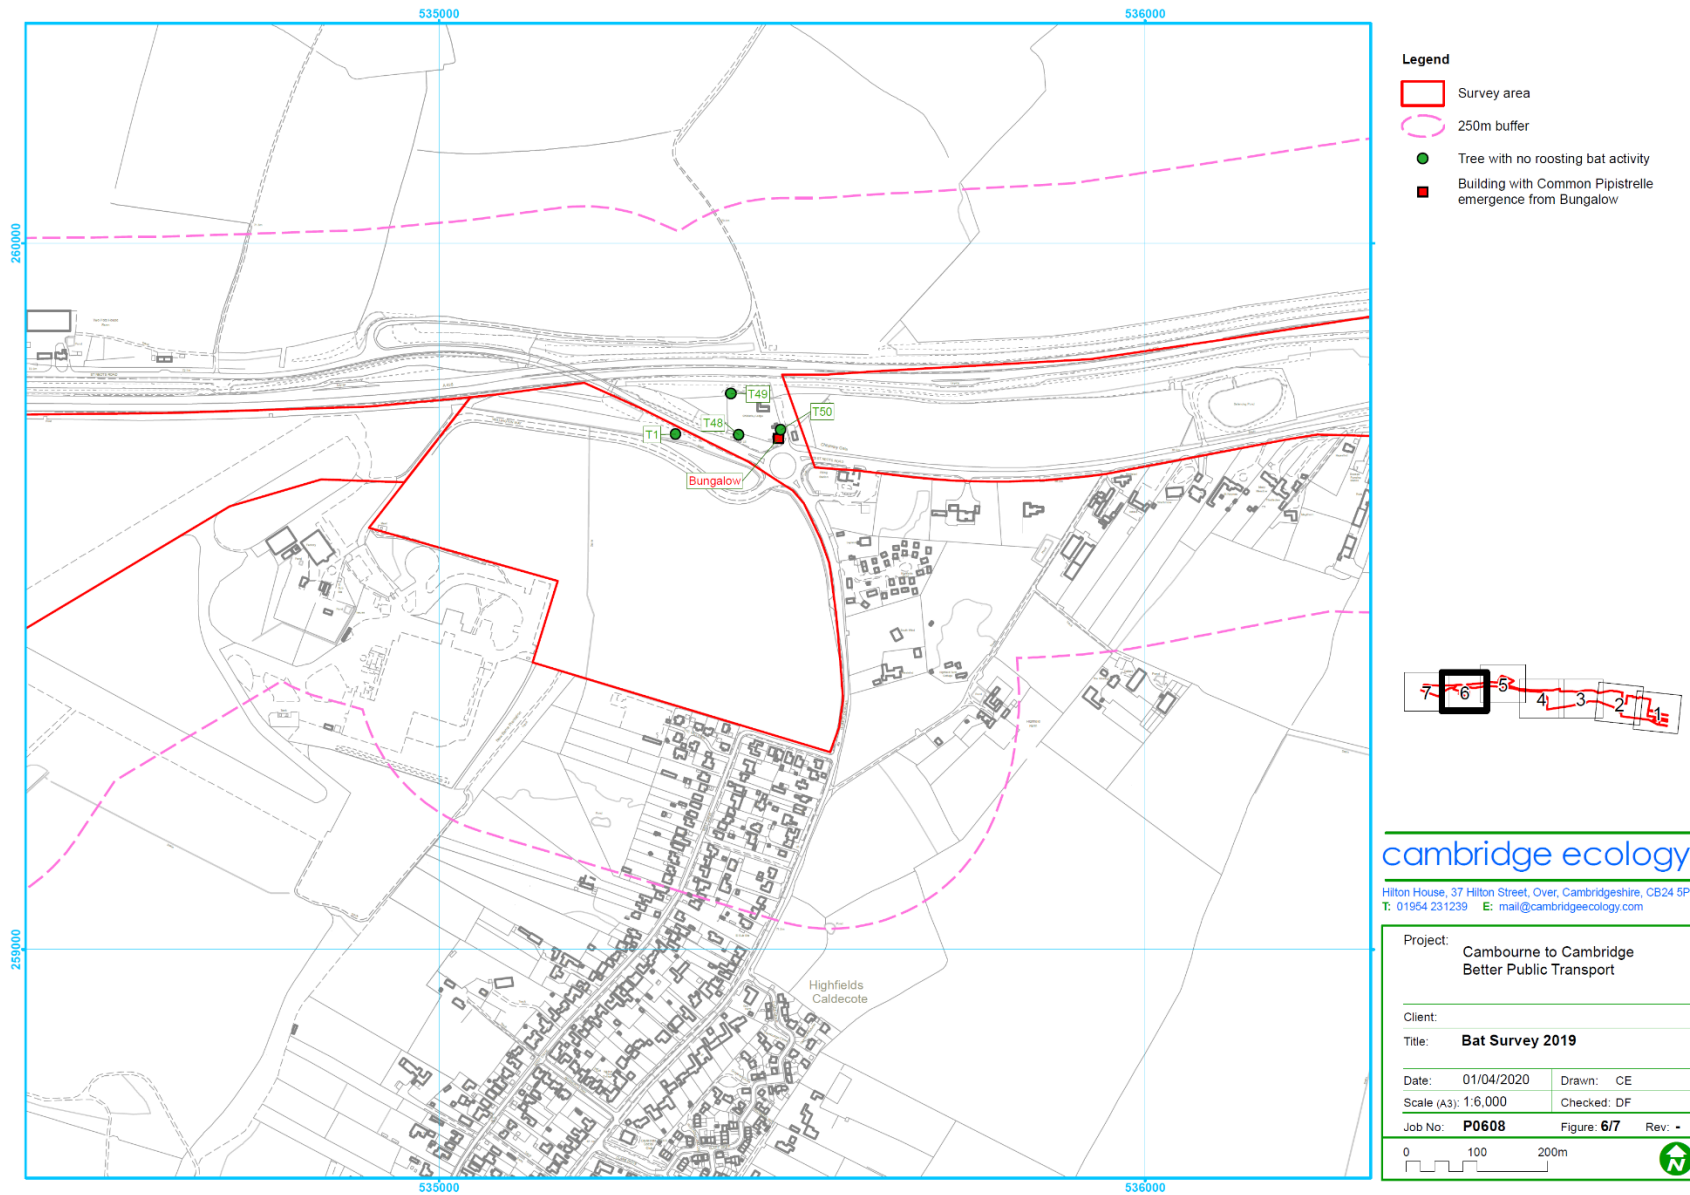 535000
536000
260000
259000
T49
T50
T48
T1
Bungalow
Highfields
Caldecote
535000
536000
Legend
Survey area
250m buffer
Tree with no roosting bat activity
Building with Common Pipistrelle
emergence from Bungalow
7
6
5
4
3
2
1
cambridge ecology
Hilton House, 37 Hilton Street, Over, Cambridgeshire, CB24 5P
T: 01954 231239 E: mail@cambridgeecology.com
Project:
Cambourne to Cambridge
Better Public Transport
Client:
Title: Bat Survey 2019
Date: 01/04/2020 Drawn: CE
Scale (A3): 1:6,000 Checked: DF
Job No: P0608 Figure: 6/7 Rev: -
0 100 200m
N